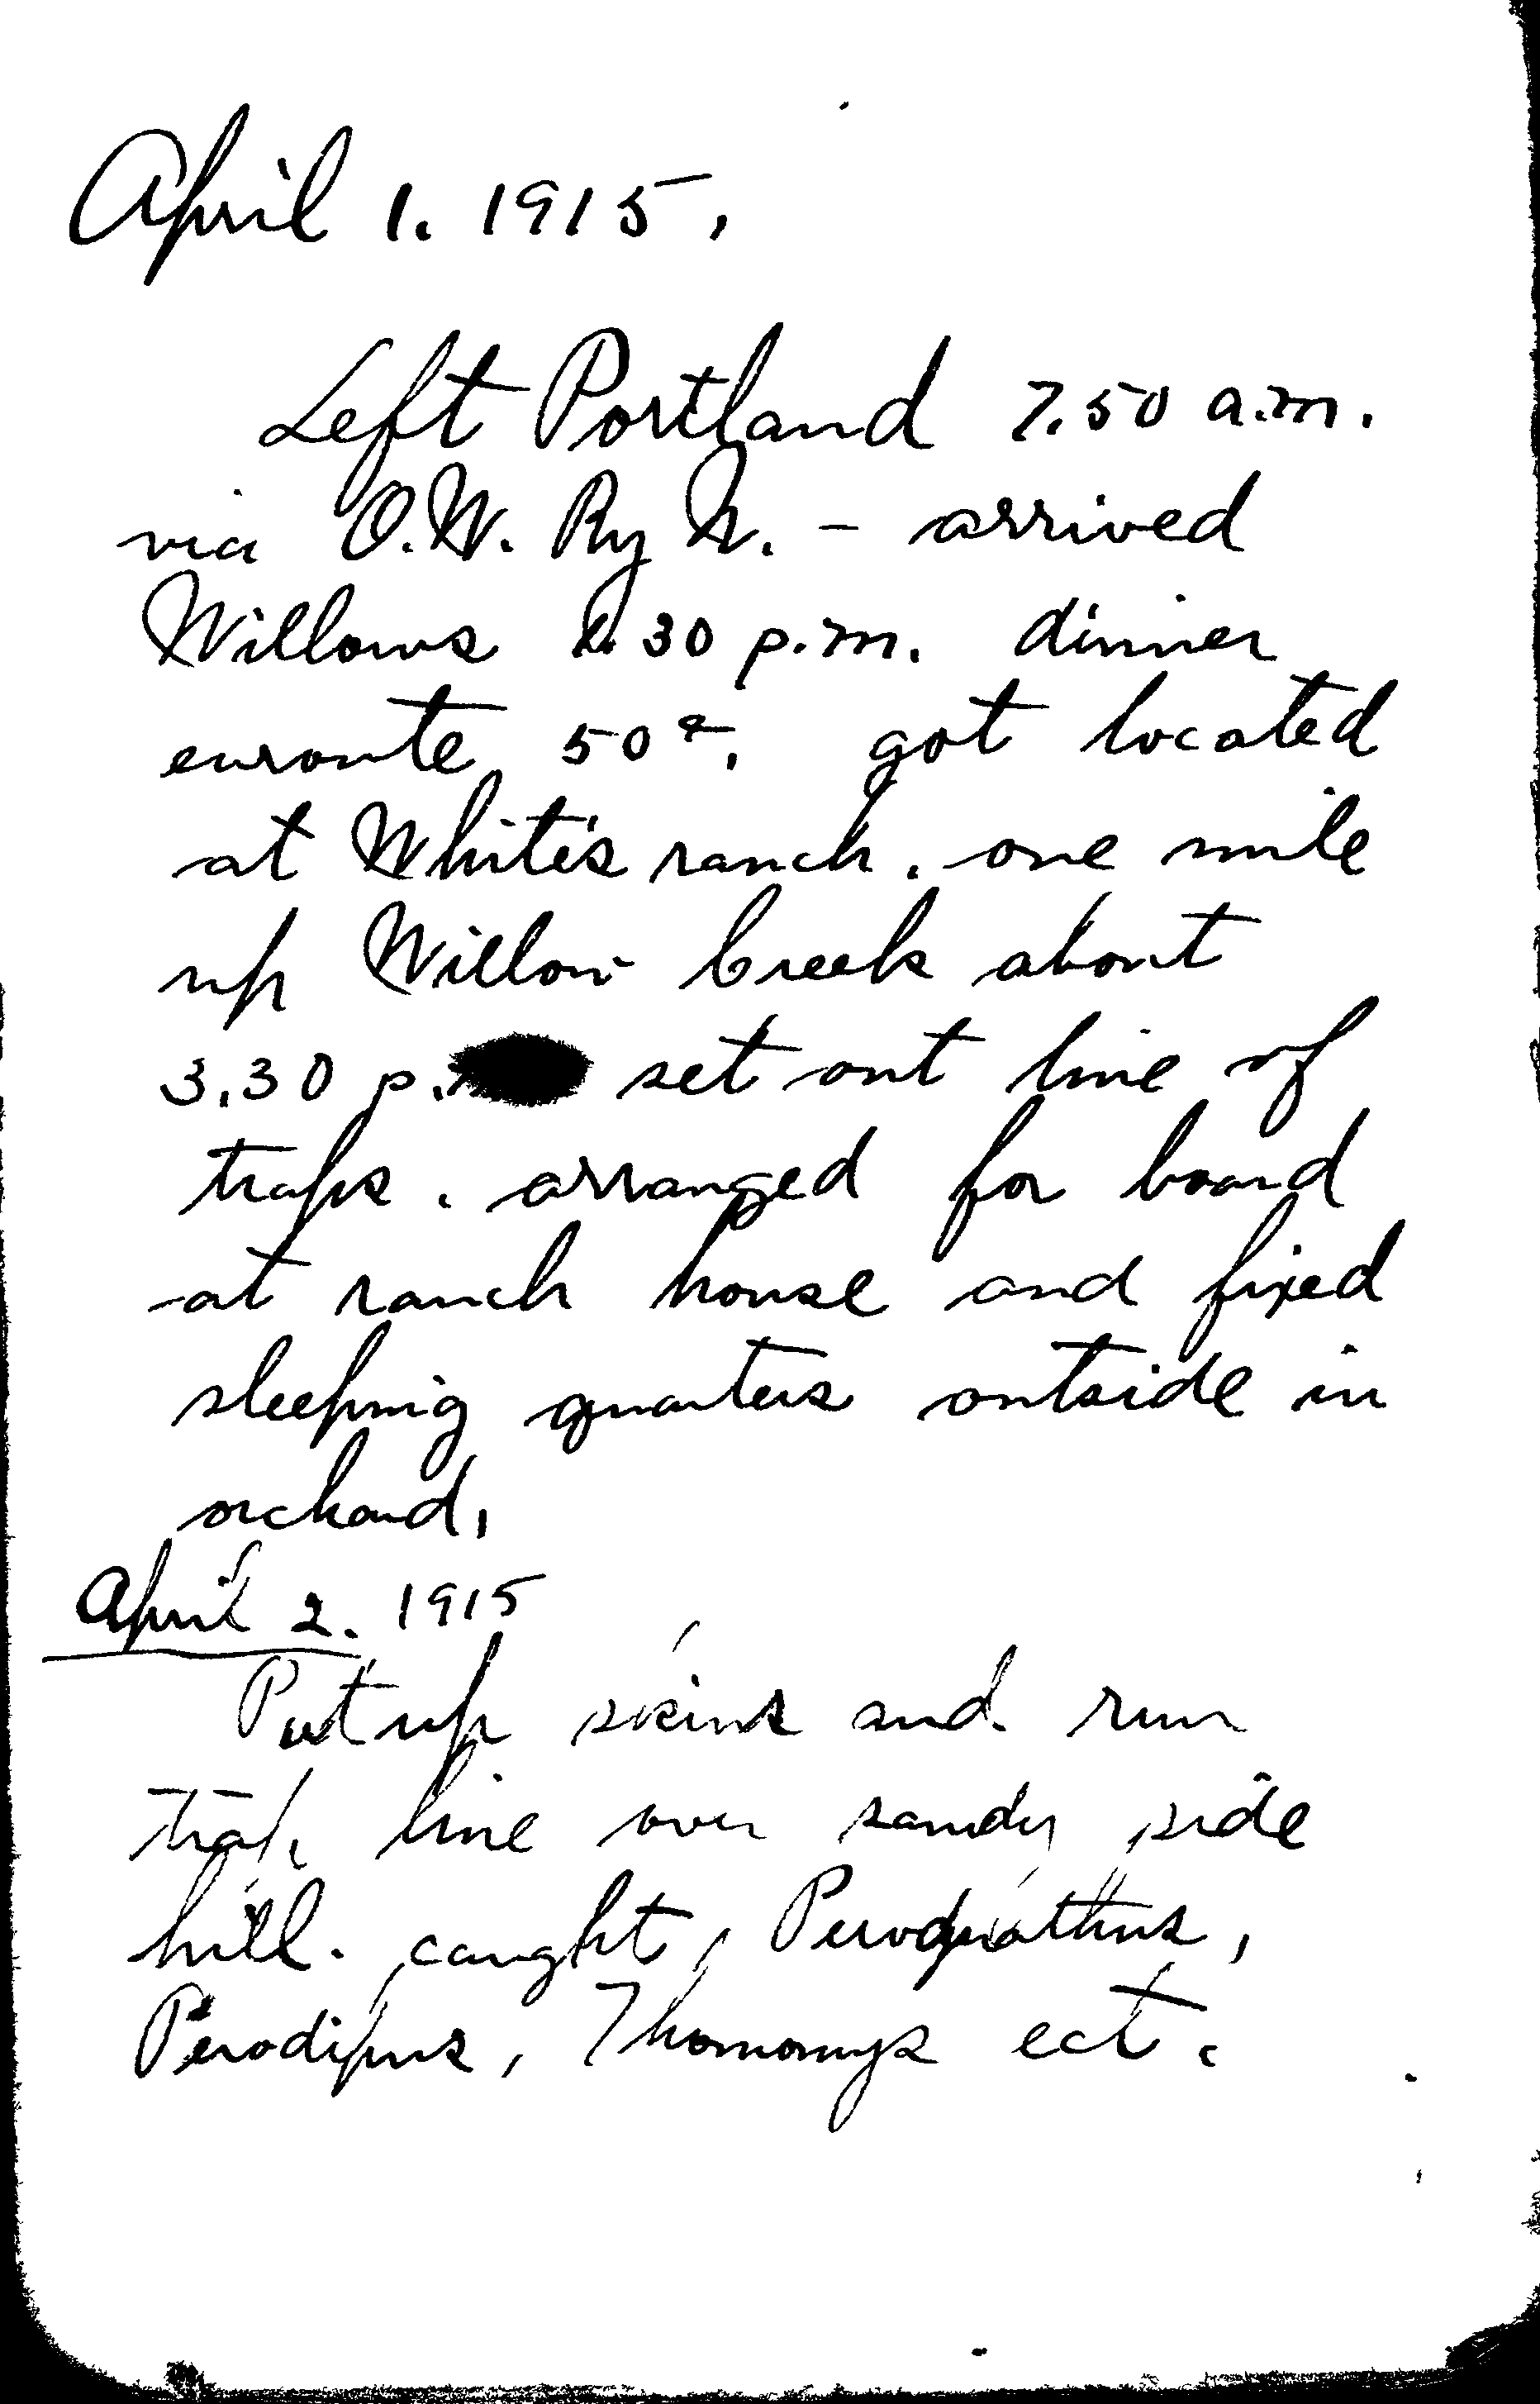 April 1. 1915,
Left Portland 7.50 a.m.
via O.W. Ry N. - arrived
Willows 30 p.m. dinner
enroute 50¢. got located
at White's ranch. one mile
up Willow Creek about
3.30 p. set out line of
traps. arranged for board
at ranch house and fixed
sleeping quarters outside in
orchard.
April 2. 1915
Put up skins and run
trap line over sandy side
hill. caught, Perodpathus,
Perodipus, Thomomys ect.